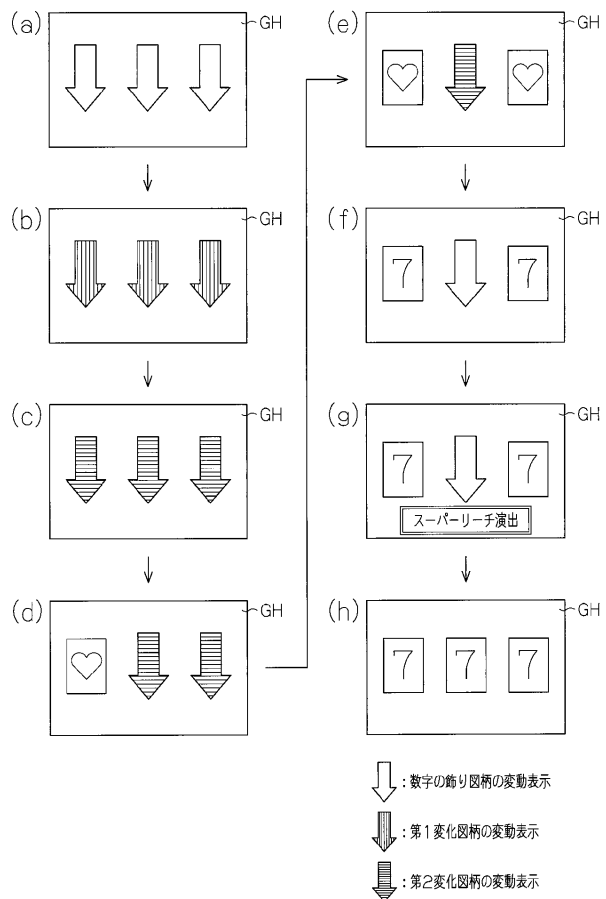 (a) GH
(b) GH
(c) GH
(d) GH
(e) GH
(f) GH
7 7
(g) GH
7 7
スーパーリーチ演出
(h) GH
7 7 7
:数字の飾り図柄の変動表示
:第1変化図柄の変動表示
:第2変化図柄の変動表示